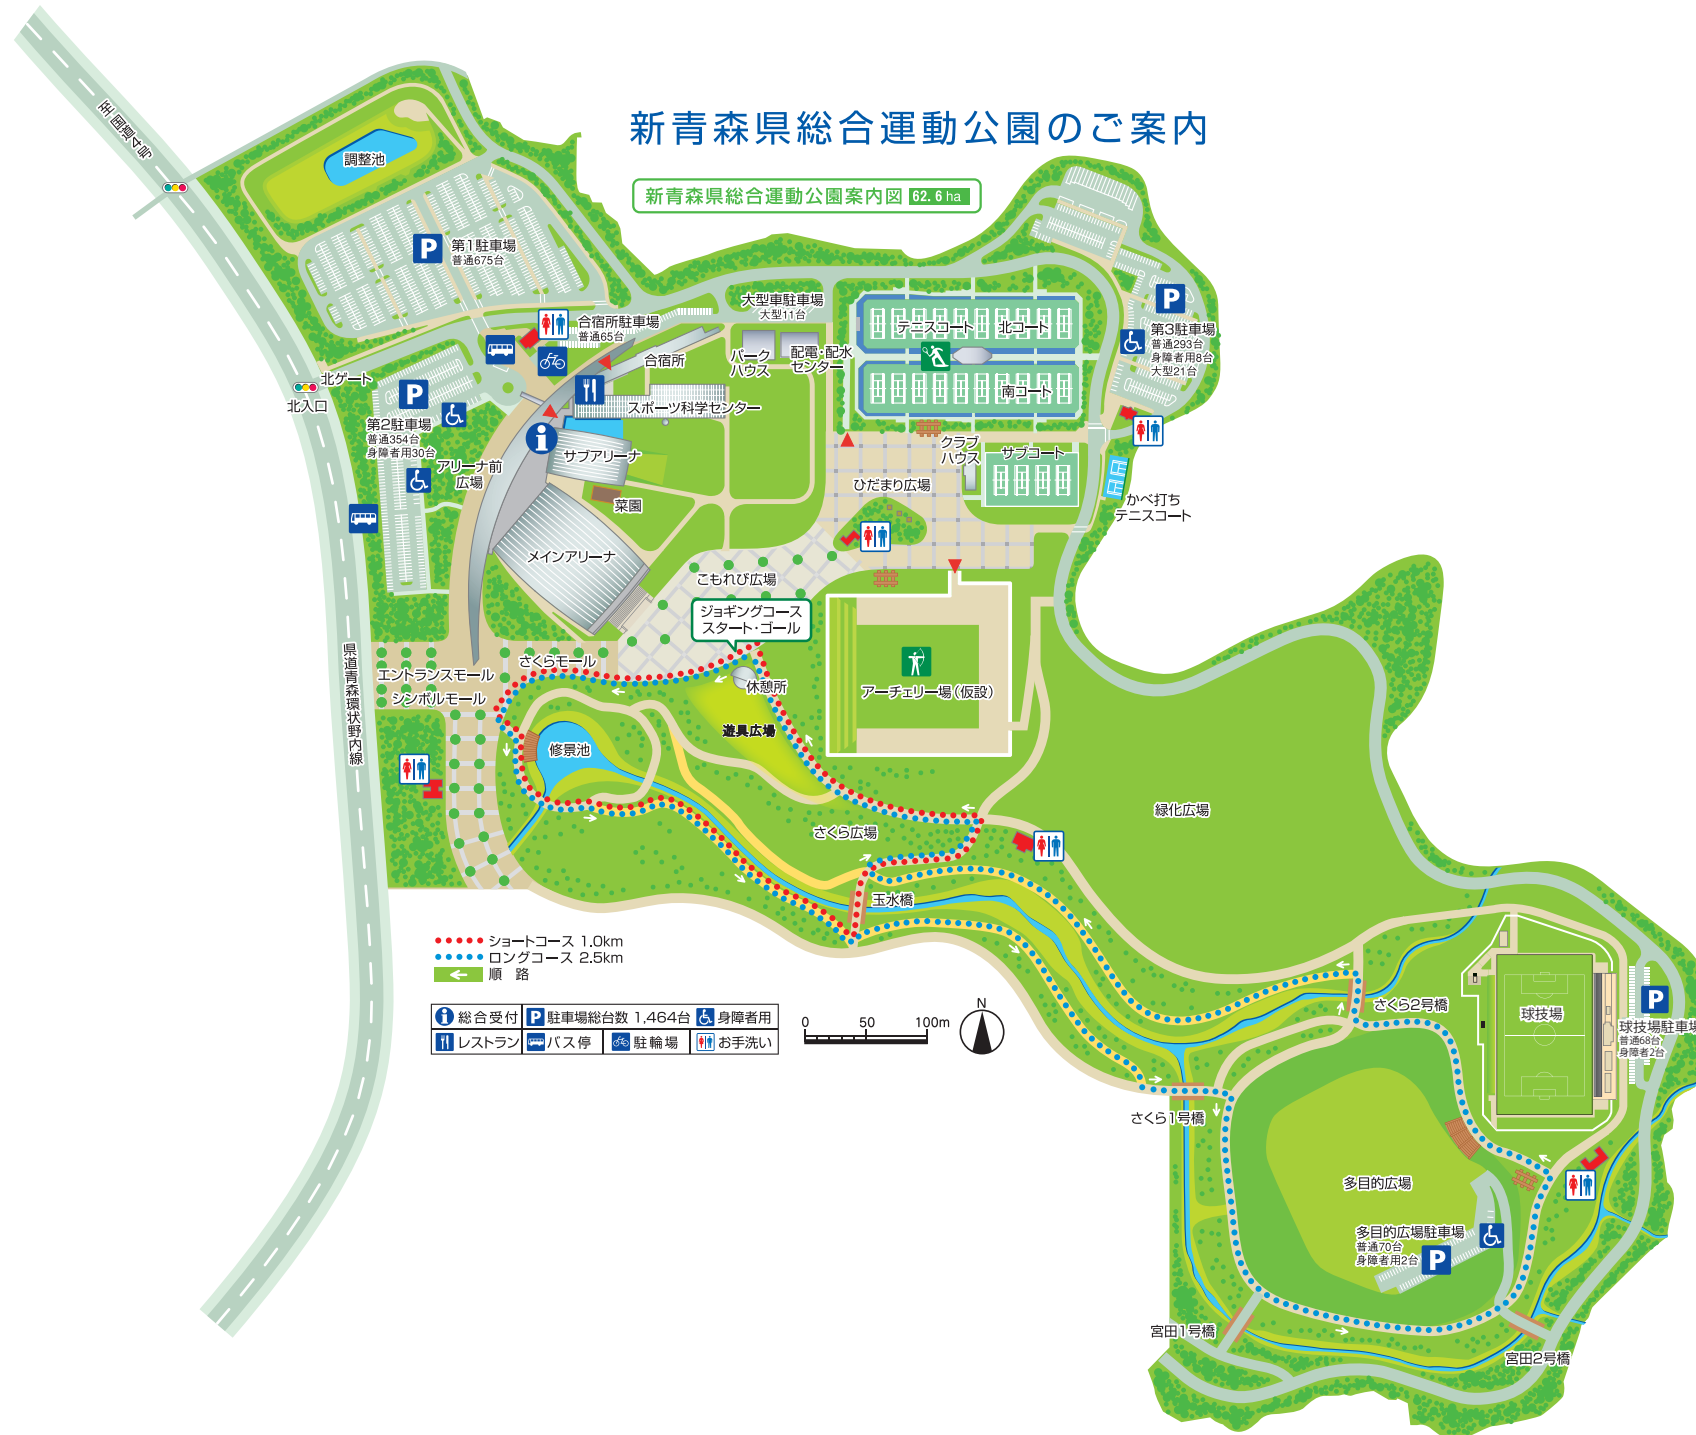 新青森県総合運動公園のご案内
新青森県総合運動公園案内図 62.6 ha
至国道4号
調整池
P 第1駐車場
普通675台
合宿所駐車場
普通65台
大型車駐車場
大型11台
合宿所
パーク
ハウス
配電・配水
センター
テニスコート
北コート
南コート
P
第3駐車場
普通293台
身障者用8台
大型21台
北ゲート
北入口
P
第2駐車場
普通354台
身障者用30台
アリーナ前
広場
スポーツ科学センター
i
サブアリーナ
菜園
メインアリーナ
クラブ
ハウス
サブコート
ひだまり広場
かべ打ち
テニスコート
こもれび広場
ジョギングコース
スタート・ゴール
県道青森環状野内線
エントランスモール
さくらモール
シンボルモール
休憩所
遊具広場
アーチェリー場(仮設)
修景池
さくら広場
緑化広場
玉水橋
ショートコース 1.0km
ロングコース 2.5km
順 路
i 総合受付
P 駐車場総台数 1,464台
身障者用
レストラン
バス停
駐輪場
お手洗い
0 50 100m
N
さくら2号橋
球技場
P
球技場駐車場
普通68台
身障者2台
さくら1号橋
多目的広場
多目的広場駐車場
普通70台
身障者用2台
P
宮田1号橋
宮田2号橋